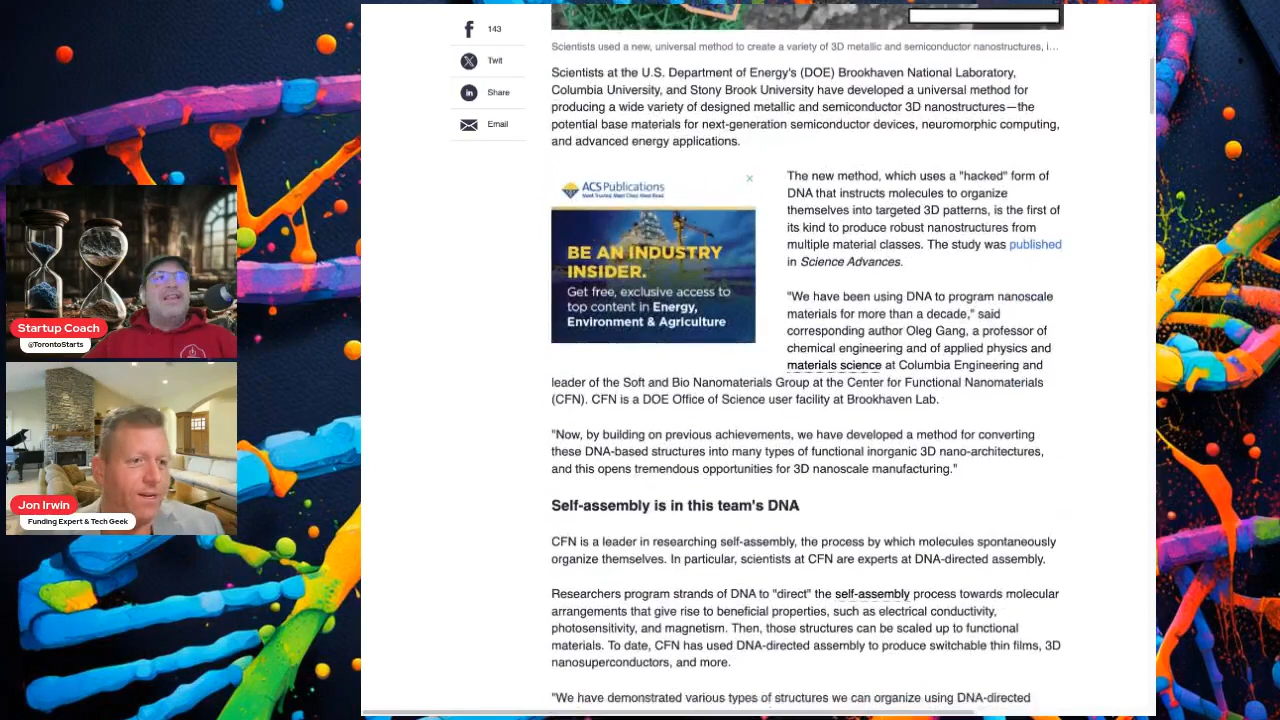 143
Twit
Share
Email
Scientists used a new, universal method to create a variety of 3D metallic and semiconductor nanostructures, i…
Scientists at the U.S. Department of Energy's (DOE) Brookhaven National Laboratory,
Columbia University, and Stony Brook University have developed a universal method for
producing a wide variety of designed metallic and semiconductor 3D nanostructures—the
potential base materials for next-generation semiconductor devices, neuromorphic computing,
and advanced energy applications.
ACS Publications
Most Trusted. Most Cited. Most Read.
BE AN INDUSTRY
INSIDER.
Get free, exclusive access to
top content in Energy,
Environment & Agriculture
The new method, which uses a "hacked" form of
DNA that instructs molecules to organize
themselves into targeted 3D patterns, is the first of
its kind to produce robust nanostructures from
multiple material classes. The study was published
in Science Advances.
"We have been using DNA to program nanoscale
materials for more than a decade," said
corresponding author Oleg Gang, a professor of
chemical engineering and of applied physics and
materials science at Columbia Engineering and
leader of the Soft and Bio Nanomaterials Group at the Center for Functional Nanomaterials
(CFN). CFN is a DOE Office of Science user facility at Brookhaven Lab.
"Now, by building on previous achievements, we have developed a method for converting
these DNA-based structures into many types of functional inorganic 3D nano-architectures,
and this opens tremendous opportunities for 3D nanoscale manufacturing."
Self-assembly is in this team's DNA
CFN is a leader in researching self-assembly, the process by which molecules spontaneously
organize themselves. In particular, scientists at CFN are experts at DNA-directed assembly.
Researchers program strands of DNA to "direct" the self-assembly process towards molecular
arrangements that give rise to beneficial properties, such as electrical conductivity,
photosensitivity, and magnetism. Then, those structures can be scaled up to functional
materials. To date, CFN has used DNA-directed assembly to produce switchable thin films, 3D
nanosuperconductors, and more.
"We have demonstrated various types of structures we can organize using DNA-directed
Startup Coach
@TorontoStarts
Jon Irwin
Funding Expert & Tech Geek